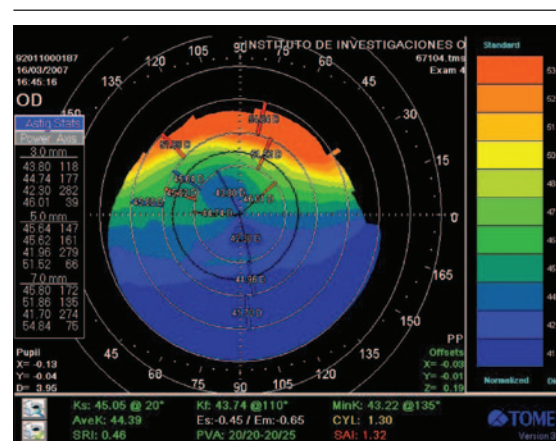 INSTITUTO DE INVESTIGACIONES O
92011000187
16/03/2007
16:45:16
67104.tms
Exam 4
OD
Standard
Astig Stats
Power Axis
3.0 mm
43.80 118
44.74 177
42.30 282
46.01 39
5.0 mm
45.64 147
45.62 161
41.96 279
51.52 66
7.0 mm
45.80 172
51.86 135
41.70 274
54.84 75
135
120
105
90
75
60
45
30
15
0
150
165
150
135
120
105
90
75
60
45
Pupil
X= -0.13
Y= -0.04
D= 3.95
PP
Offsets
X= -0.03
Y= -0.01
Z= 0.19
Normalized
Ks: 45.05 @ 20°
Kf: 43.74 @110°
MinK: 43.22 @135°
AveK: 44.39
Es:-0.45 / Em:-0.65
CYL: 1.30
SRI: 0.46
PVA: 20/20-20/25
SAI: 1.32
TOME
Version